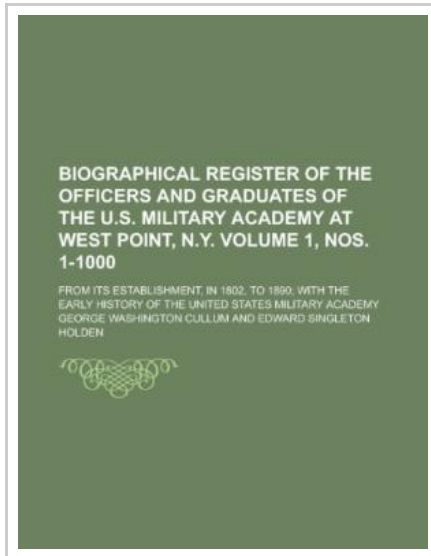 BIOGRAPHICAL REGISTER OF THE
OFFICERS AND GRADUATES OF
THE U.S. MILITARY ACADEMY AT
WEST POINT, N.Y. VOLUME 1, NOS.
1-1000
FROM ITS ESTABLISHMENT, IN 1802, TO 1890; WITH THE
EARLY HISTORY OF THE UNITED STATES MILITARY ACADEMY
GEORGE WASHINGTON CULLUM AND EDWARD SINGLETON
HOLDEN